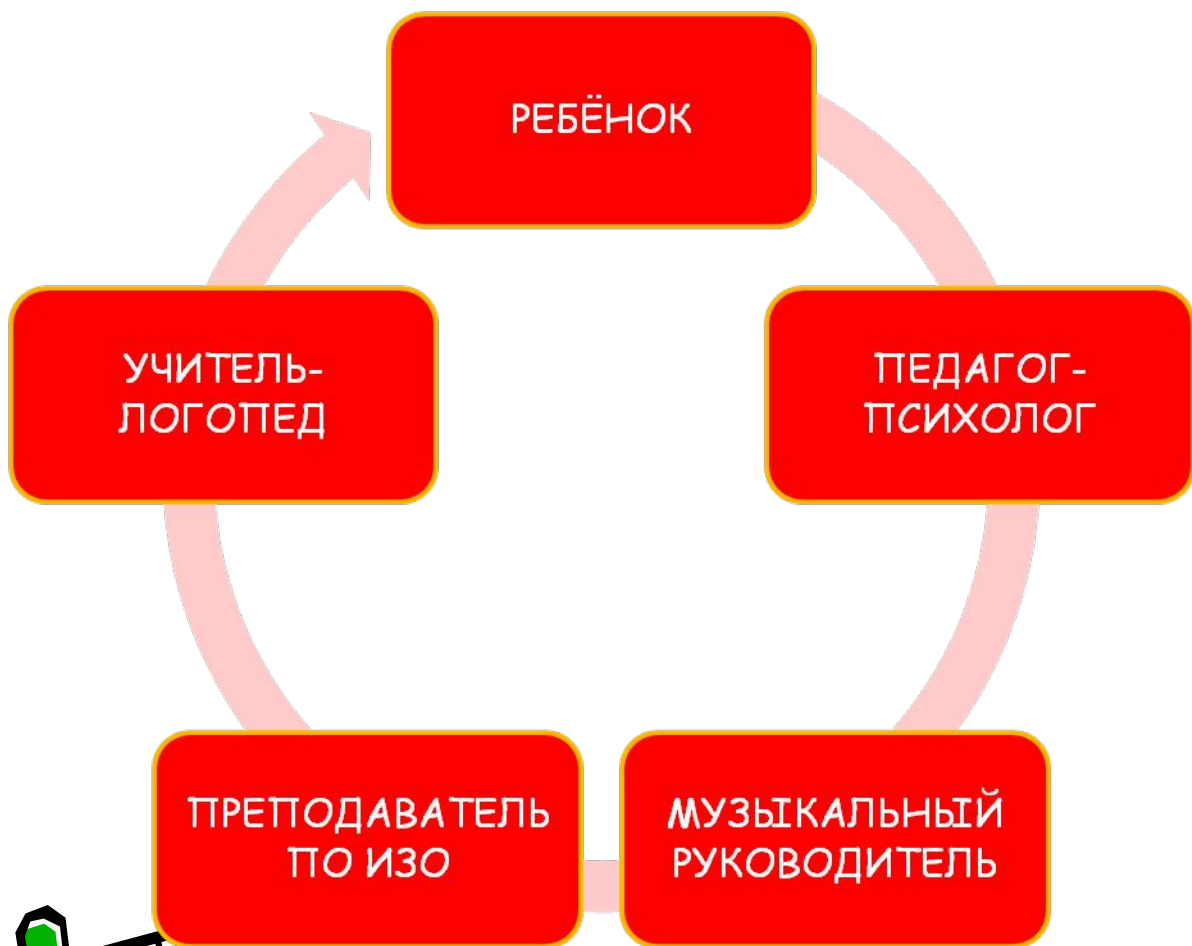 РЕБЁНОК
ПЕДАГОГ-
ПСИХОЛОГ
МУЗЫКАЛЬНЫЙ
РУКОВОДИТЕЛЬ
ПРЕПОДАВАТЕЛЬ
ПО ИЗО
УЧИТЕЛЬ-
ЛОГОПЕД